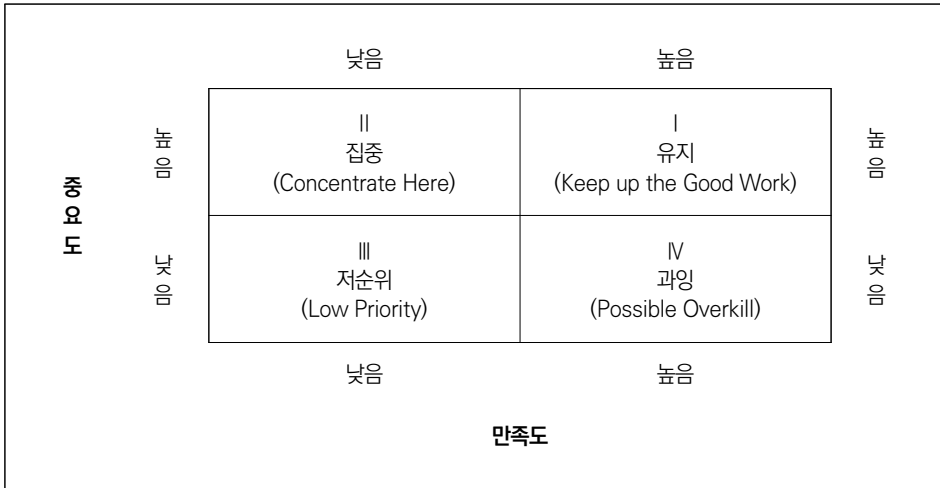 낮음 높음
높음
Ⅱ
집중
(Concentrate Here)
Ⅰ
유지
(Keep up the Good Work)
높음
중요도
낮음
Ⅲ
저순위
(Low Priority)
Ⅳ
과잉
(Possible Overkill)
낮음
낮음 높음
만족도